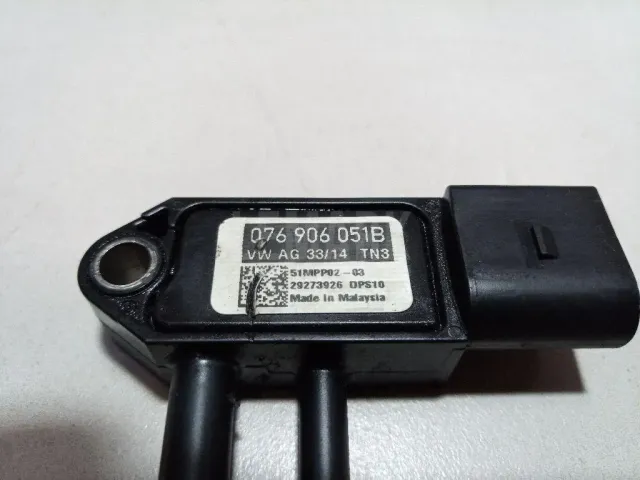 076 906 051B
VW AG 33/14 TN3
51MPP02-03
29273926 DPS10
Made in Malaysia